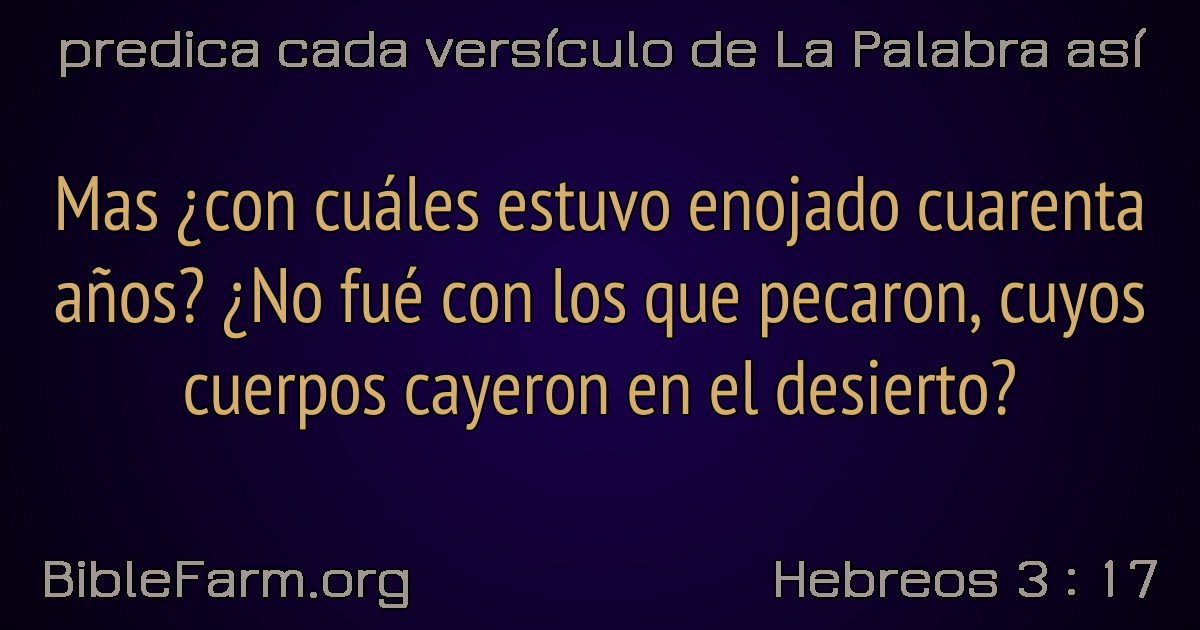 predica cada versículo de La Palabra así
Mas ¿con cuáles estuvo enojado cuarenta
años? ¿No fué con los que pecaron, cuyos
cuerpos cayeron en el desierto?
BibleFarm.org
Hebreos 3 : 17